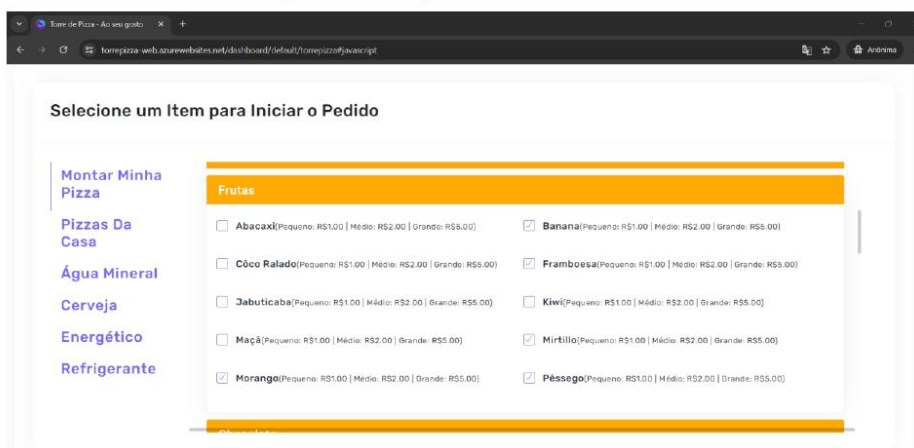 Torre de Pizza - Ao seu gosto
torrepizza-web.azurewebsites.net/dashboard/default/torrepizza#javascript
Anônima
Selecione um Item para Iniciar o Pedido
Montar Minha
Pizza
Pizzas Da
Casa
Água Mineral
Cerveja
Energético
Refrigerante
Frutas
Abacaxi(Pequeno: R$1.00 | Médio: R$2.00 | Grande: R$5.00)
Banana(Pequeno: R$1.00 | Médio: R$2.00 | Grande: R$5.00)
Côco Ralado(Pequeno: R$1.00 | Médio: R$2.00 | Grande: R$5.00)
Framboesa(Pequeno: R$1.00 | Médio: R$2.00 | Grande: R$5.00)
Jabuticaba(Pequeno: R$1.00 | Médio: R$2.00 | Grande: R$5.00)
Kiwi(Pequeno: R$1.00 | Médio: R$2.00 | Grande: R$5.00)
Maçã(Pequeno: R$1.00 | Médio: R$2.00 | Grande: R$5.00)
Mirtillo(Pequeno: R$1.00 | Médio: R$2.00 | Grande: R$5.00)
Morango(Pequeno: R$1.00 | Médio: R$2.00 | Grande: R$5.00)
Pêssego(Pequeno: R$1.00 | Médio: R$2.00 | Grande: R$5.00)